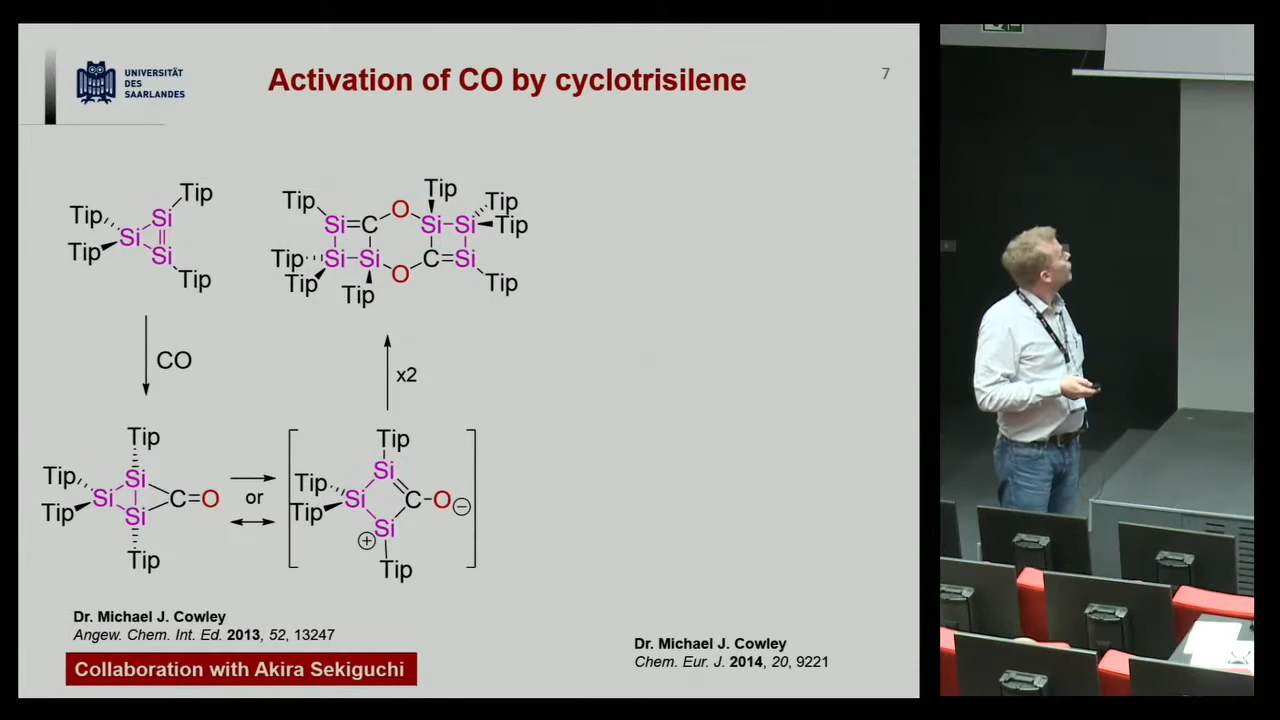 UNIVERSITÄT
DES
SAARLANDES
Activation of CO by cyclotrisilene
7
Tip
Tip
Si
Si
Tip
Si
Tip
CO
Tip
Tip
Si
Si
C=O
Tip
Si
Tip
or
Tip
Tip
Si
Si
C-O
Tip
Si
Tip
x2
Tip
Tip
O
Tip
Si=C
Si
Si
Tip
Tip
Si
Si
C=Si
Tip
O
Tip
Tip
Dr. Michael J. Cowley
Angew. Chem. Int. Ed. 2013, 52, 13247
Collaboration with Akira Sekiguchi
Dr. Michael J. Cowley
Chem. Eur. J. 2014, 20, 9221